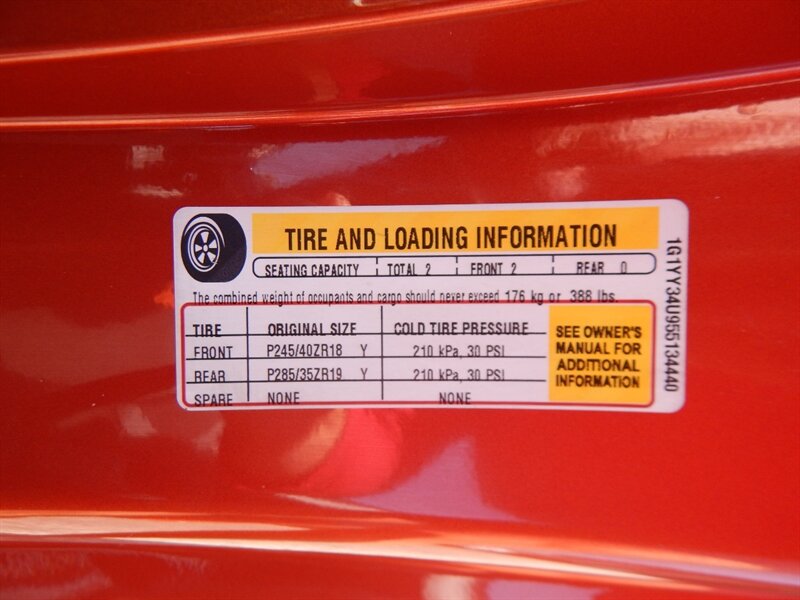 TIRE AND LOADING INFORMATION
SEATING CAPACITY TOTAL 2 FRONT 2 REAR 0
The combined weight of occupants and cargo should never exceed 176 kg or 388 lbs.
TIRE ORIGINAL SIZE COLD TIRE PRESSURE
FRONT P245/40ZR18 Y 210 kPa, 30 PSI
REAR P285/35ZR19 Y 210 kPa, 30 PSI
SPARE NONE NONE
SEE OWNER'S
MANUAL FOR
ADDITIONAL
INFORMATION
1G1YY34U955134440